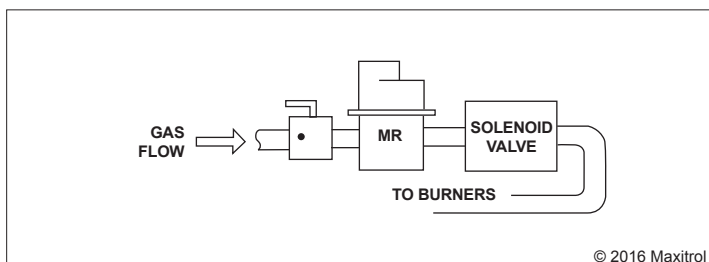 GAS
FLOW
MR
SOLENOID
VALVE
TO BURNERS
© 2016 Maxitrol